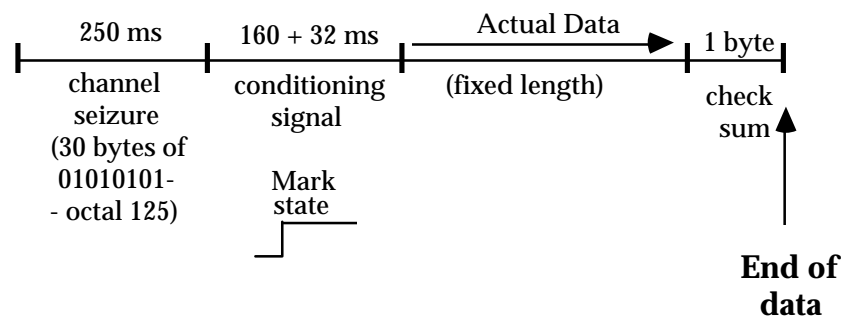 250 ms
160 + 32 ms
Actual Data
1 byte
channel
seizure
(30 bytes of
01010101-
- octal 125)
conditioning
signal
(fixed length)
check
sum
Mark
state
End of
data